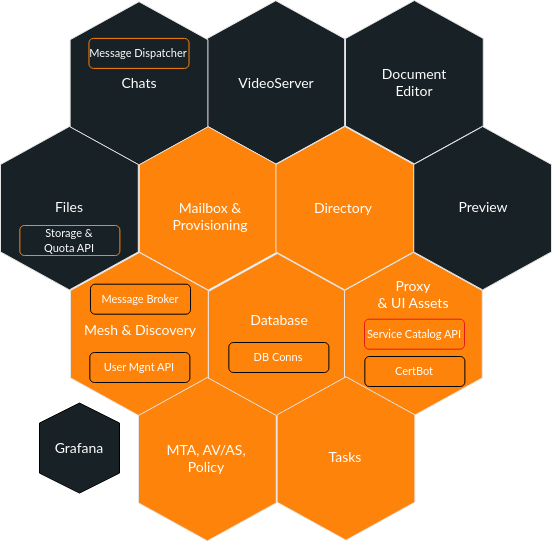 Message Dispatcher
Chats
VideoServer
Document
Editor
Files
Storage &
Quota API
Mailbox &
Provisioning
Directory
Preview
Message Broker
Mesh & Discovery
User Mgnt API
Database
DB Conns
Proxy
& UI Assets
Service Catalog API
CertBot
Grafana
MTA, AV/AS,
Policy
Tasks